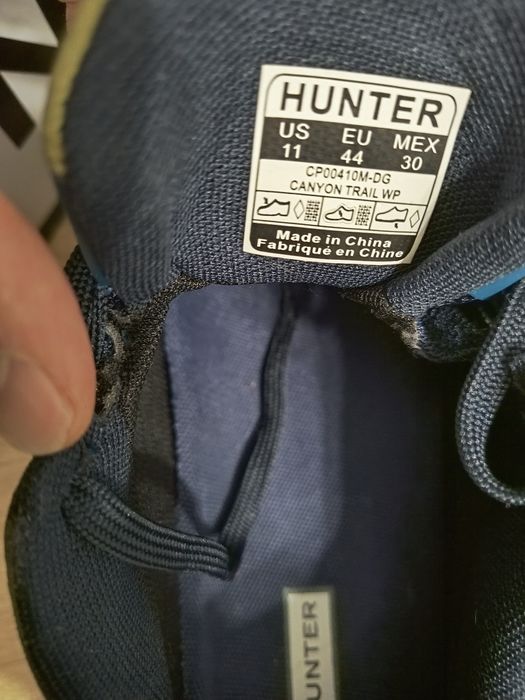 HUNTER
US EU MEX
11 44 30
CP00410M-DG
CANYON TRAIL WP
Made in China
Fabriqué en Chine
HUNTER